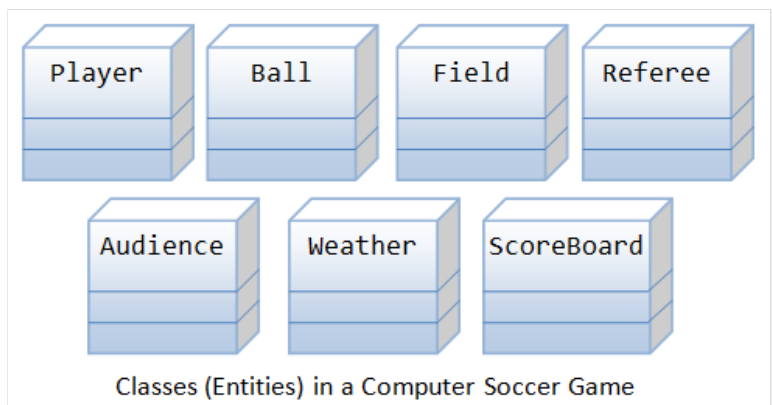 Player Ball Field Referee
Audience Weather ScoreBoard
Classes (Entities) in a Computer Soccer Game